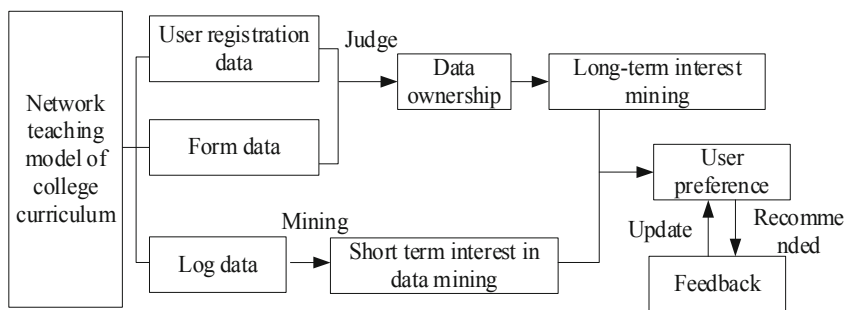 User registration
data
Judge
Data
ownership
Long-term interest
mining
Network
teaching
model of
college
curriculum
Form data
User
preference
Mining
Update
Recomme
nded
Log data
Short term interest in
data mining
Feedback